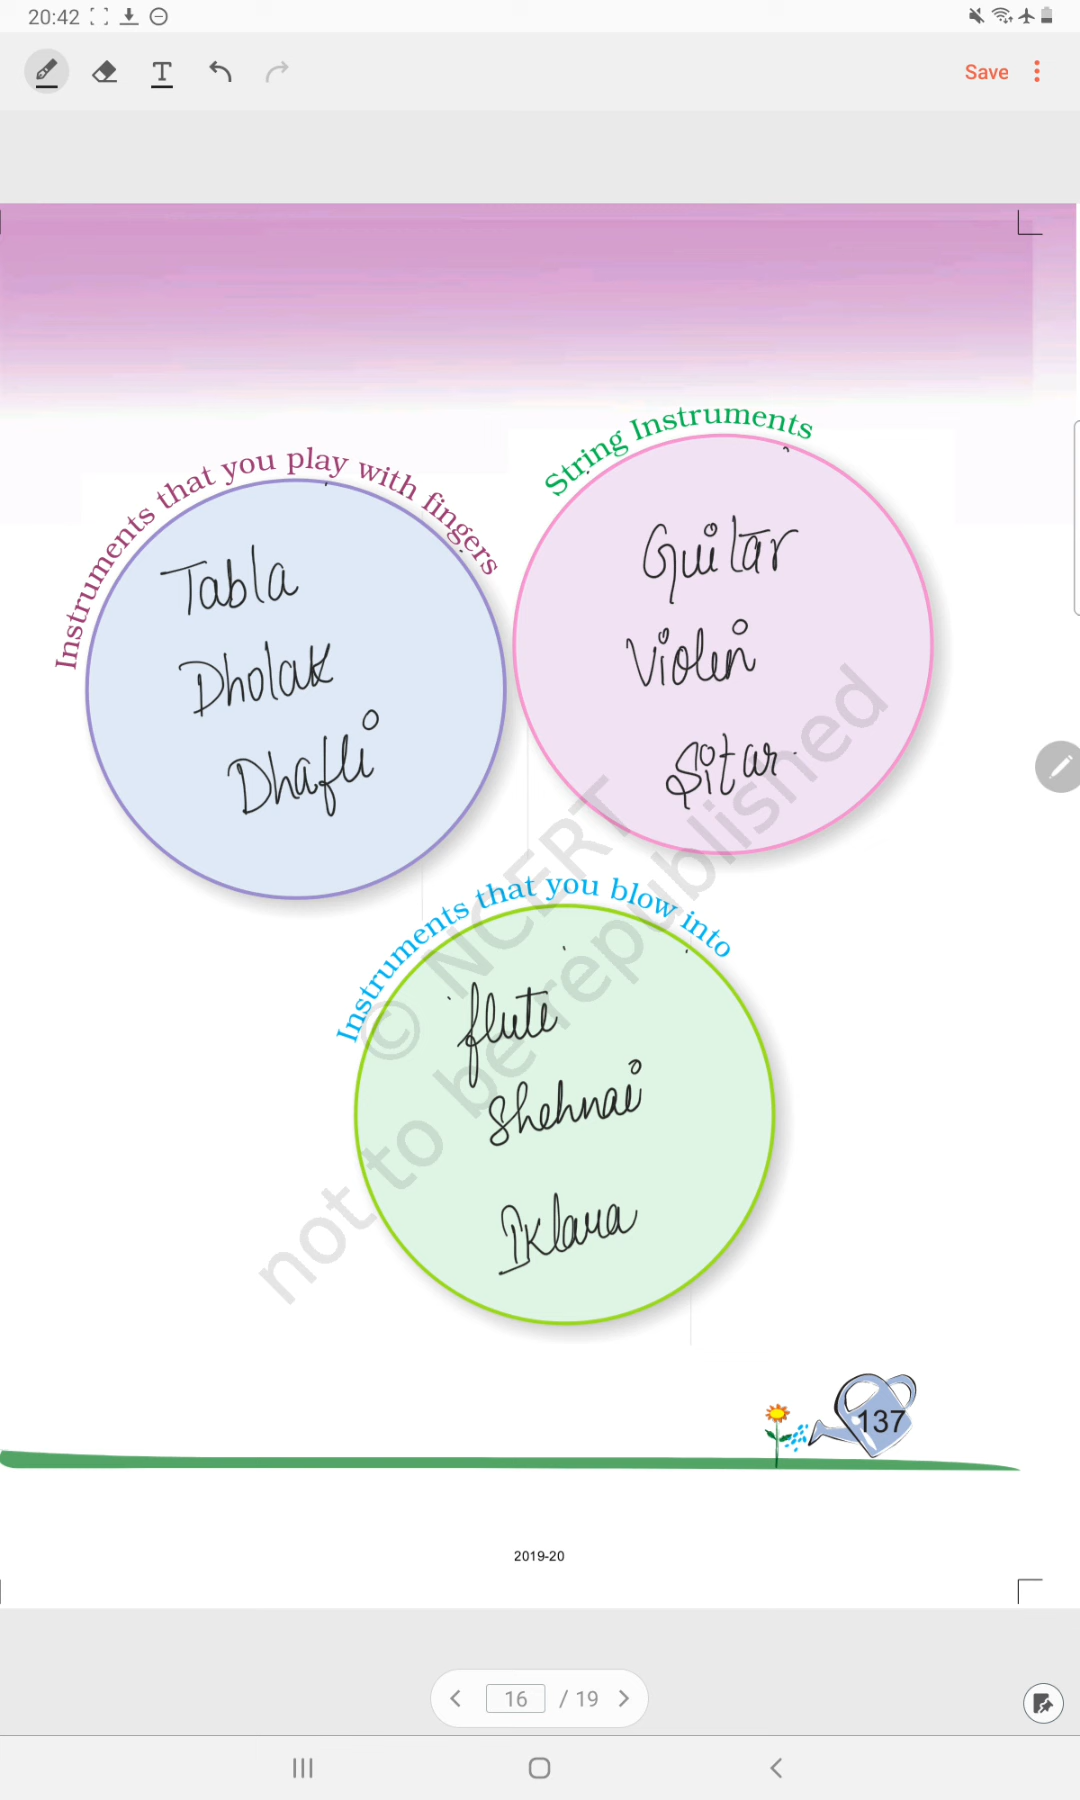 20:42
Save
Instruments that you play with fingers
Tabla
Dholak
Dhafli
String Instruments
Guitar
Violin
Sitar
Instruments that you blow into
flute
Shehnai
Iktara
© NCERT
not to be republished
137
2019-20
16 / 19